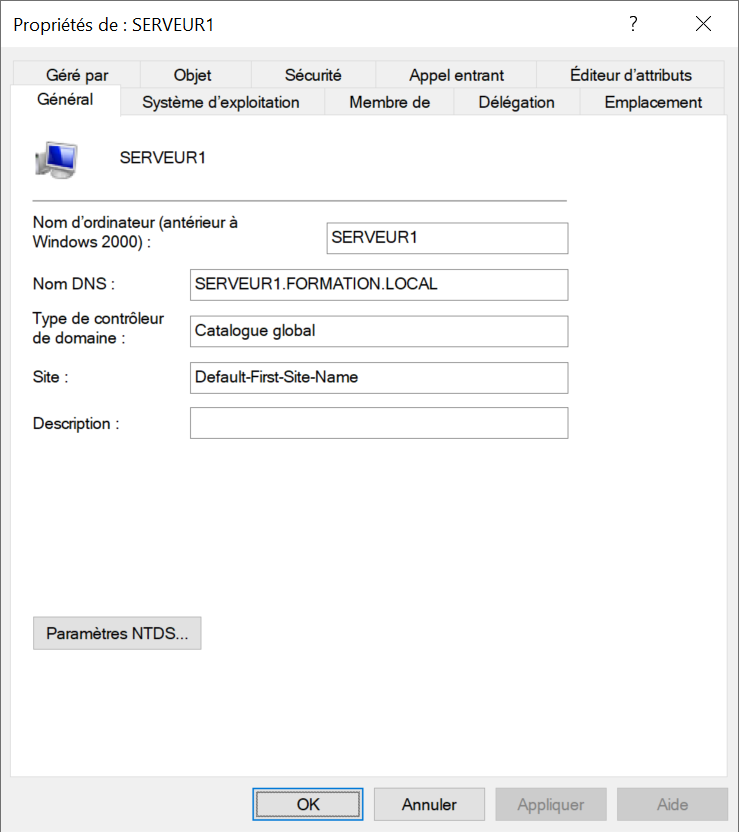 Propriétés de : SERVEUR1
?
Géré par
Objet
Sécurité
Appel entrant
Éditeur d’attributs
Général
Système d’exploitation
Membre de
Délégation
Emplacement
SERVEUR1
Nom d’ordinateur (antérieur à
Windows 2000) :
SERVEUR1
Nom DNS :
SERVEUR1.FORMATION.LOCAL
Type de contrôleur
de domaine :
Catalogue global
Site :
Default-First-Site-Name
Description :
Paramètres NTDS...
OK
Annuler
Appliquer
Aide